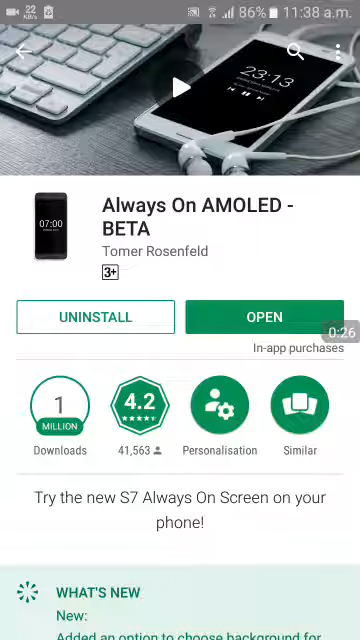 22
KB/s
86% 11:38 a.m.
23:13
07:00
Always On AMOLED -
BETA
Tomer Rosenfeld
3+
UNINSTALL
OPEN
0:26
In-app purchases
1
MILLION
4.2
Downloads
41,563
Personalisation
Similar
Try the new S7 Always On Screen on your
phone!
WHAT'S NEW
New:
Added an option to choose background for